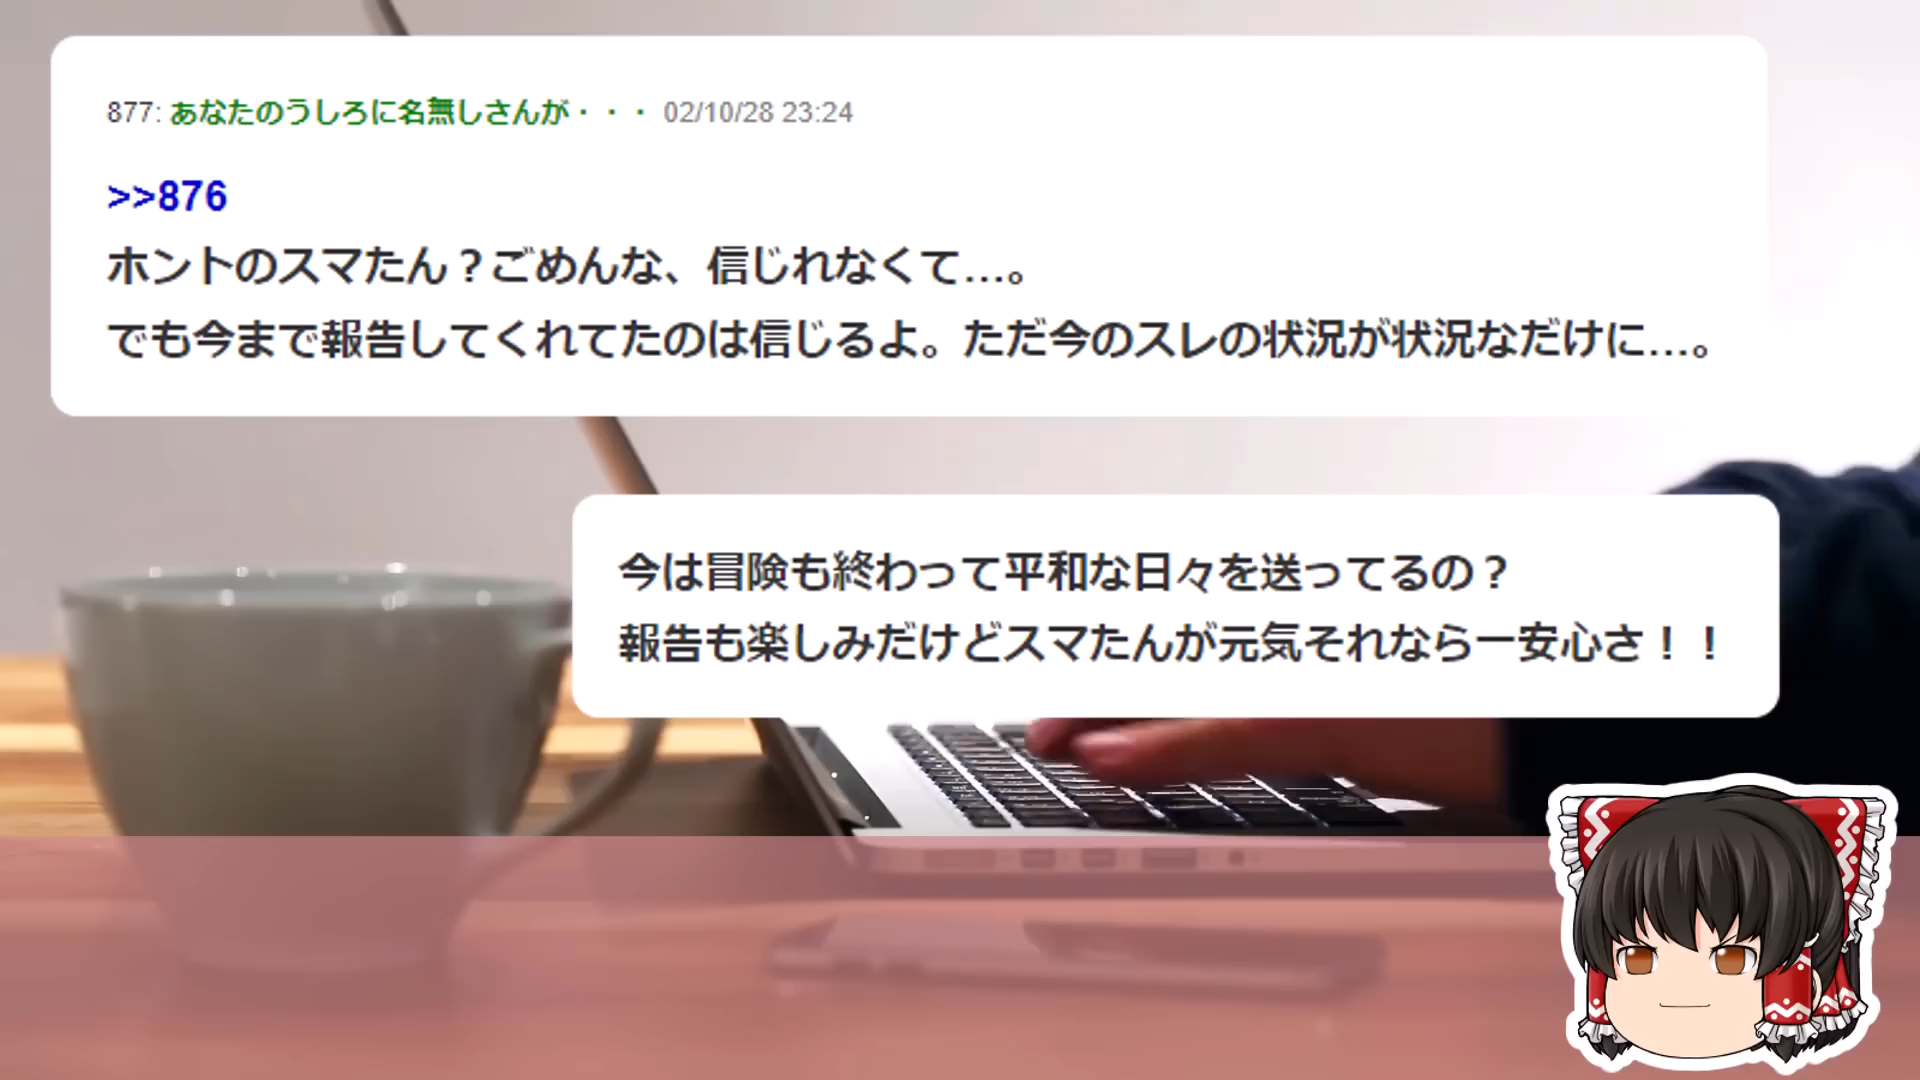 877: あなたのうしろに名無しさんが・・・ 02/10/28 23:24
>>876
ホントのスマたん？ごめんな、信じれなくて…。
でも今まで報告してくれてたのは信じるよ。ただ今のスレの状況が状況なだけに…。
今は冒険も終わって平和な日々を送ってるの？
報告も楽しみだけどスマたんが元気それなら一安心さ！！